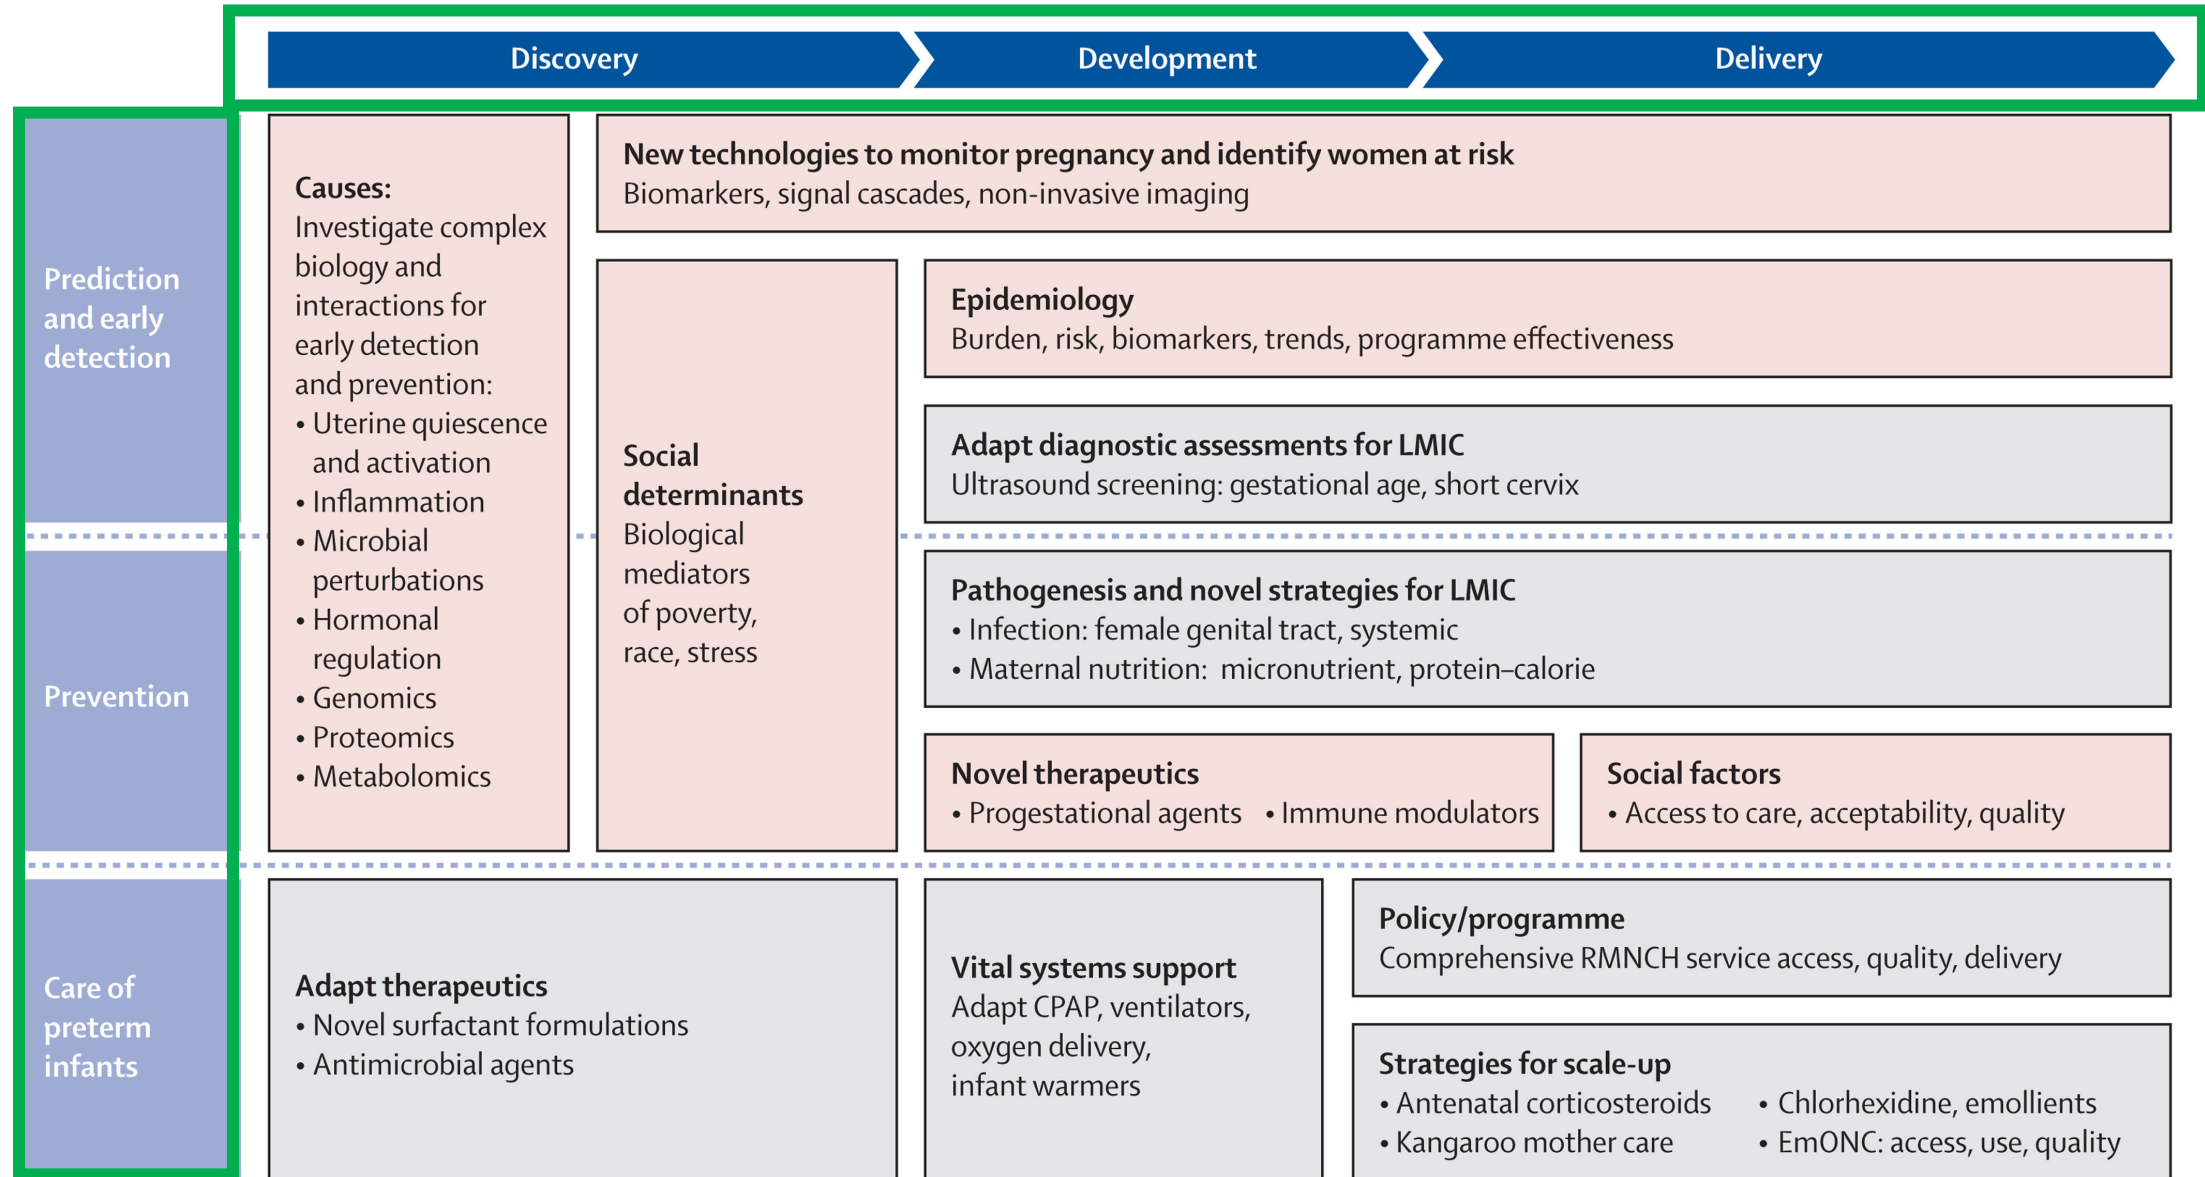 Discovery
Development
Delivery
Prediction
and early
detection
Causes:
Investigate complex
biology and
interactions for
early detection
and prevention:
• Uterine quiescence
and activation
• Inflammation
• Microbial
perturbations
• Hormonal
regulation
• Genomics
• Proteomics
• Metabolomics
New technologies to monitor pregnancy and identify women at risk
Biomarkers, signal cascades, non-invasive imaging
Social
determinants
Biological
mediators
of poverty,
race, stress
Epidemiology
Burden, risk, biomarkers, trends, programme effectiveness
Adapt diagnostic assessments for LMIC
Ultrasound screening: gestational age, short cervix
Prevention
Pathogenesis and novel strategies for LMIC
• Infection: female genital tract, systemic
• Maternal nutrition: micronutrient, protein–calorie
Novel therapeutics
• Progestational agents • Immune modulators
Social factors
• Access to care, acceptability, quality
Care of
preterm
infants
Adapt therapeutics
• Novel surfactant formulations
• Antimicrobial agents
Vital systems support
Adapt CPAP, ventilators,
oxygen delivery,
infant warmers
Policy/programme
Comprehensive RMNCH service access, quality, delivery
Strategies for scale-up
• Antenatal corticosteroids • Chlorhexidine, emollients
• Kangaroo mother care • EmONC: access, use, quality